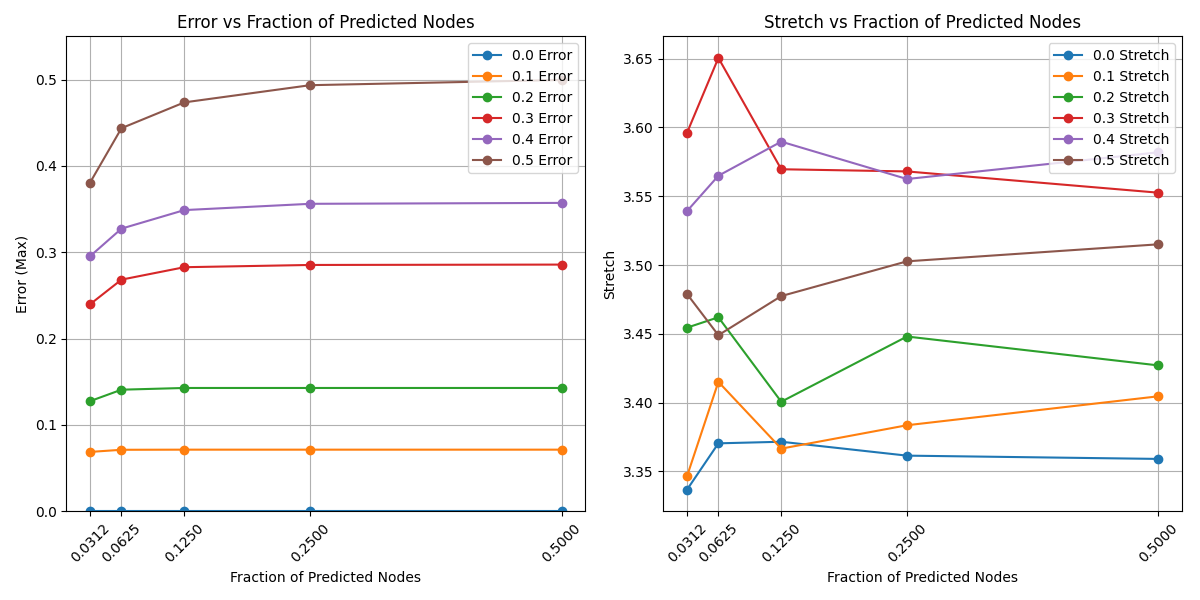 Error vs Fraction of Predicted Nodes
Error (Max)
0.5
0.4
0.3
0.2
0.1
0.0
0.0 Error
0.1 Error
0.2 Error
0.3 Error
0.4 Error
0.5 Error
0.0312
0.0625
0.1250
0.2500
0.5000
Fraction of Predicted Nodes
Stretch vs Fraction of Predicted Nodes
Stretch
3.65
3.60
3.55
3.50
3.45
3.40
3.35
0.0 Stretch
0.1 Stretch
0.2 Stretch
0.3 Stretch
0.4 Stretch
0.5 Stretch
0.0312
0.0625
0.1250
0.2500
0.5000
Fraction of Predicted Nodes